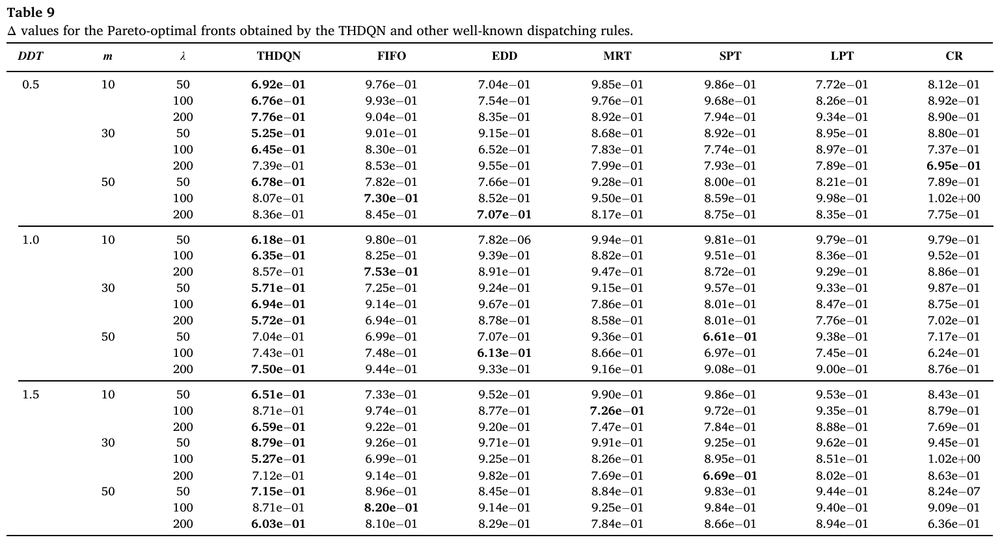 Table 9
Δ values for the Pareto-optimal fronts obtained by the THDQN and other well-known dispatching rules.
DDT m λ THDQN FIFO EDD MRT SPT LPT CR
0.5 10 50 6.92e−01 9.76e−01 7.04e−01 9.85e−01 9.86e−01 7.72e−01 8.12e−01
100 6.76e−01 9.93e−01 7.54e−01 9.76e−01 9.68e−01 8.26e−01 8.92e−01
200 7.76e−01 9.04e−01 8.35e−01 8.92e−01 7.94e−01 9.34e−01 8.90e−01
30 50 5.25e−01 9.01e−01 9.15e−01 8.68e−01 8.92e−01 8.95e−01 8.80e−01
100 6.45e−01 8.30e−01 6.52e−01 7.83e−01 7.74e−01 8.97e−01 7.37e−01
200 7.39e−01 8.53e−01 9.55e−01 7.99e−01 7.93e−01 7.89e−01 6.95e−01
50 50 6.78e−01 7.82e−01 7.66e−01 9.28e−01 8.00e−01 8.21e−01 7.89e−01
100 8.07e−01 7.30e−01 8.52e−01 9.50e−01 8.59e−01 9.98e−01 1.02e+00
200 8.36e−01 8.45e−01 7.07e−01 8.17e−01 8.75e−01 8.35e−01 7.75e−01
1.0 10 50 6.18e−01 9.80e−01 7.82e−06 9.94e−01 9.81e−01 9.79e−01 9.79e−01
100 6.35e−01 8.25e−01 9.39e−01 8.82e−01 9.51e−01 8.36e−01 9.52e−01
200 8.57e−01 7.53e−01 8.91e−01 9.47e−01 8.72e−01 9.29e−01 8.86e−01
30 50 5.71e−01 7.25e−01 9.24e−01 9.15e−01 9.57e−01 9.33e−01 9.87e−01
100 6.94e−01 9.14e−01 9.67e−01 7.86e−01 8.01e−01 8.47e−01 8.75e−01
200 5.72e−01 6.94e−01 8.78e−01 8.58e−01 8.01e−01 7.76e−01 7.02e−01
50 50 7.04e−01 6.99e−01 7.07e−01 9.36e−01 6.61e−01 9.38e−01 7.17e−01
100 7.43e−01 7.48e−01 6.13e−01 8.66e−01 6.97e−01 7.45e−01 6.24e−01
200 7.50e−01 9.44e−01 9.33e−01 9.16e−01 9.08e−01 9.00e−01 8.76e−01
1.5 10 50 6.51e−01 7.33e−01 9.52e−01 9.90e−01 9.86e−01 9.53e−01 8.43e−01
100 8.71e−01 9.74e−01 8.77e−01 7.26e−01 9.72e−01 9.35e−01 8.79e−01
200 6.59e−01 9.22e−01 9.20e−01 7.47e−01 7.84e−01 8.88e−01 7.69e−01
30 50 8.79e−01 9.26e−01 9.71e−01 9.91e−01 9.25e−01 9.62e−01 9.45e−01
100 5.27e−01 6.99e−01 9.25e−01 8.26e−01 8.95e−01 8.51e−01 1.02e+00
200 7.12e−01 9.14e−01 9.82e−01 7.69e−01 6.69e−01 8.02e−01 8.63e−01
50 50 7.15e−01 8.96e−01 8.45e−01 8.84e−01 9.83e−01 9.44e−01 8.24e−07
100 8.71e−01 8.20e−01 9.14e−01 9.25e−01 9.84e−01 9.40e−01 9.09e−01
200 6.03e−01 8.10e−01 8.29e−01 7.84e−01 8.66e−01 8.94e−01 6.36e−01